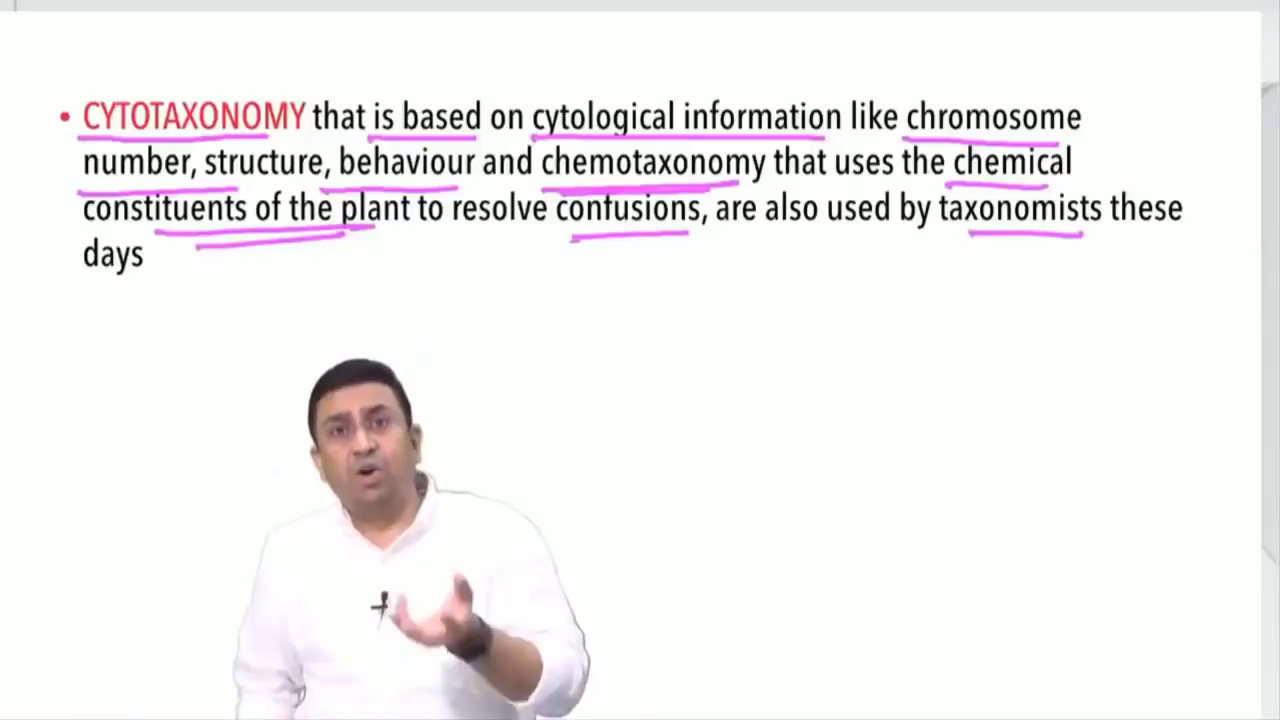 • CYTOTAXONOMY that is based on cytological information like chromosome
number, structure, behaviour and chemotaxonomy that uses the chemical
constituents of the plant to resolve confusions, are also used by taxonomists these
days